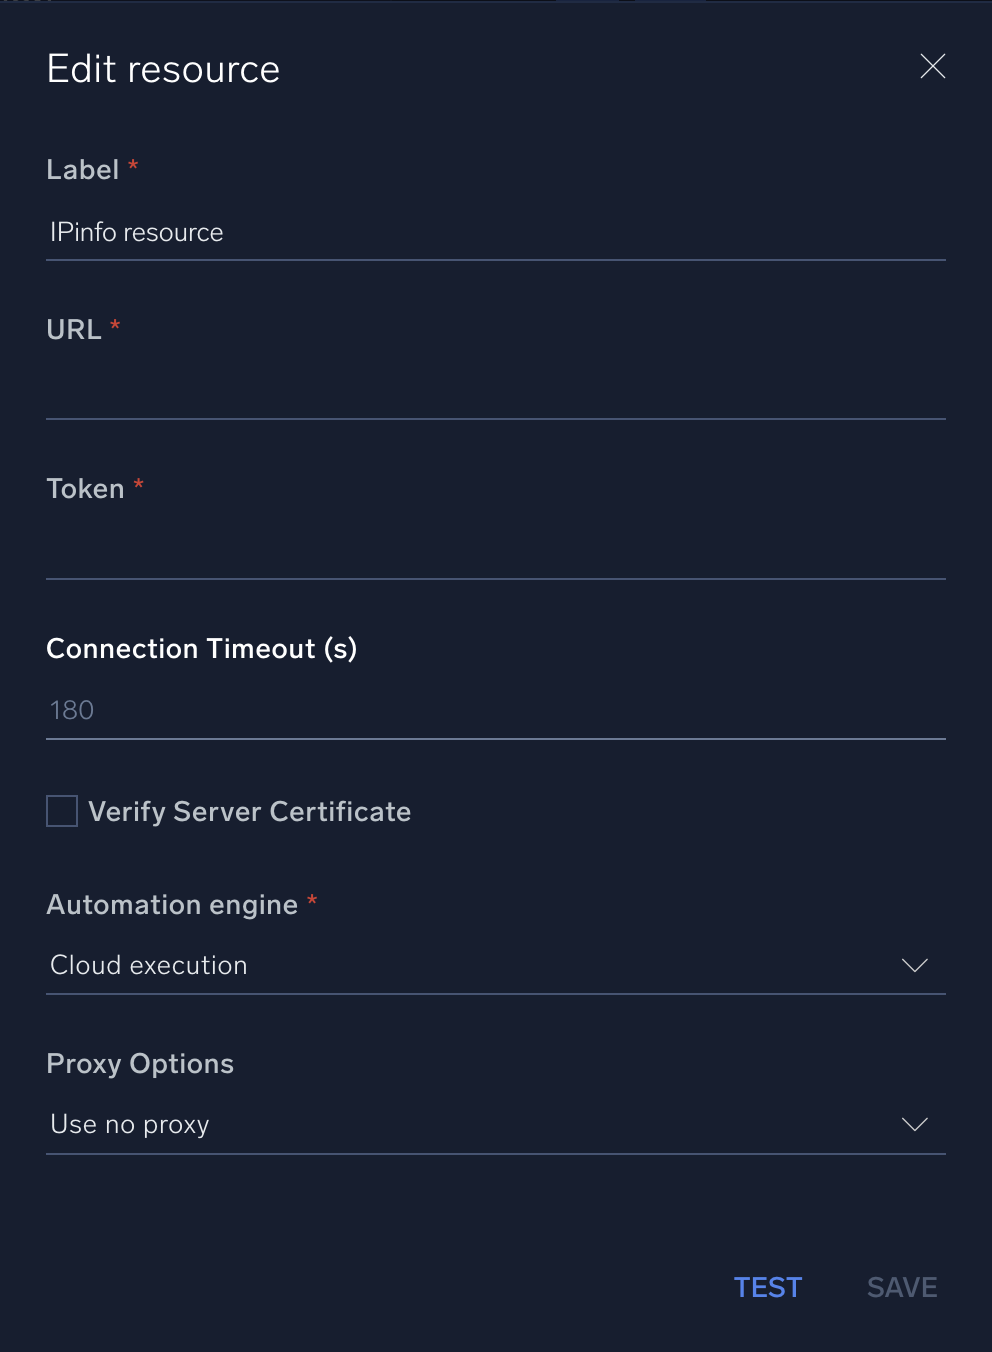 Edit resource
Label *
IPinfo resource
URL *
Token *
Connection Timeout (s)
180
Verify Server Certificate
Automation engine *
Cloud execution
Proxy Options
Use no proxy
TEST SAVE